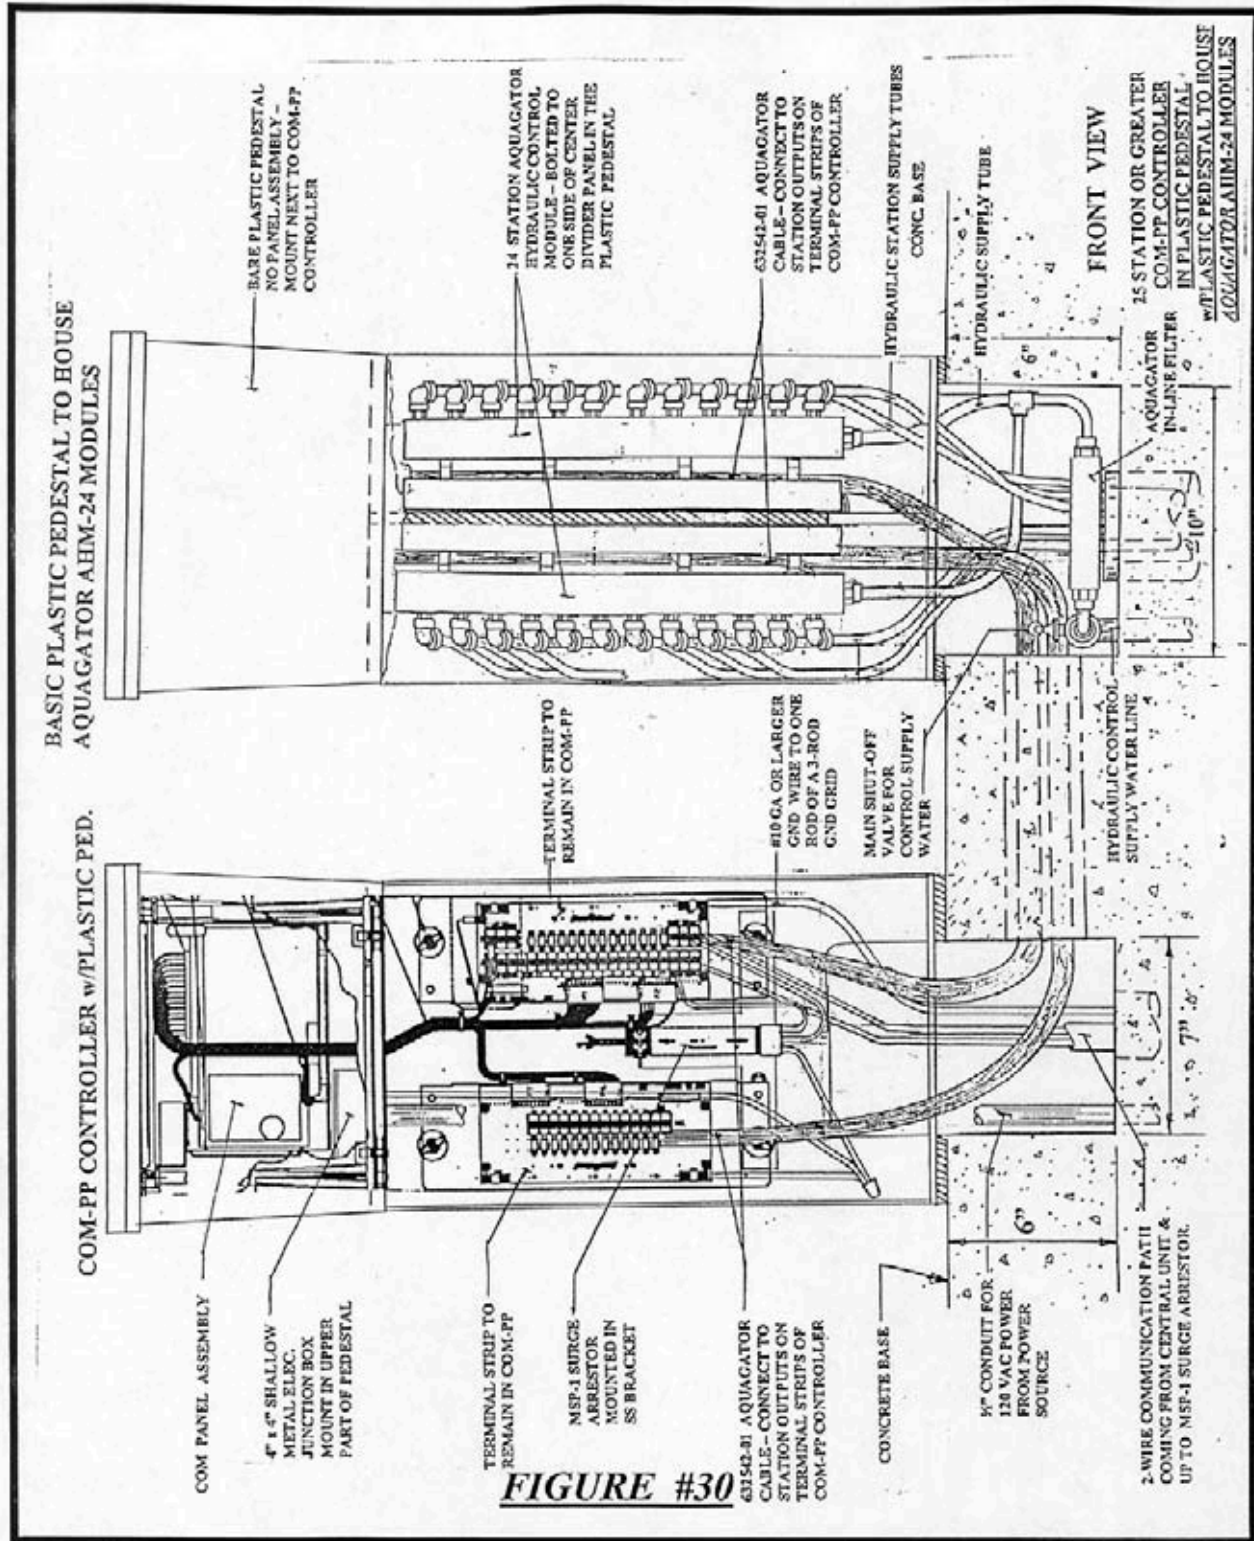 BASIC PLASTIC PEDESTAL TO HOUSE
AQUAGATOR AHM-24 MODULES
COM-PP CONTROLLER w/PLASTIC PED.
BARE PLASTIC PEDESTAL
NO PANEL ASSEMBLY –
MOUNT NEXT TO COM-PP
CONTROLLER
24 STATION AQUAGATOR
HYDRAULIC CONTROL
MODULE – BOLTED TO
ONE SIDE OF CENTER
DIVIDER PANEL IN THE
PLASTIC PEDESTAL
632542-01 AQUAGATOR
CABLE – CONNECT TO
STATION OUTPUTS ON
TERMINAL STRIPS OF
COM-PP CONTROLLER
HYDRAULIC STATION SUPPLY TUBES
CONC. BASE
HYDRAULIC SUPPLY TUBE
6"
FRONT VIEW
AQUAGATOR
IN-LINE FILTER
10"
25 STATION OR GREATER
COM-PP CONTROLLER
IN PLASTIC PEDESTAL
w/PLASTIC PEDESTAL TO HOUSE
AQUAGATOR AHM-24 MODULES
TERMINAL STRIP TO
REMAIN IN COM-PP
#10 GA OR LARGER
GND WIRE TO ONE
ROD OF A 3-ROD
GND GRID
MAIN SHUT-OFF
VALVE FOR
CONTROL SUPPLY
WATER
HYDRAULIC CONTROL
SUPPLY WATER LINE
COM PANEL ASSEMBLY
4" x 4" SHALLOW
METAL ELEC.
JUNCTION BOX
MOUNT IN UPPER
PART OF PEDESTAL
TERMINAL STRIP TO
REMAIN IN COM-PP
MSP-1 SURGE
ARRESTOR
MOUNTED IN
SS BRACKET
632542-01 AQUAGATOR
CABLE – CONNECT TO
STATION OUTPUTS ON
TERMINAL STRIPS OF
COM-PP CONTROLLER
CONCRETE BASE
6"
7"
½" CONDUIT FOR
120 VAC POWER
FROM POWER
SOURCE
2-WIRE COMMUNICATION PATH
COMING FROM CENTRAL UNIT &
UP TO MSP-1 SURGE ARRESTOR
FIGURE #30